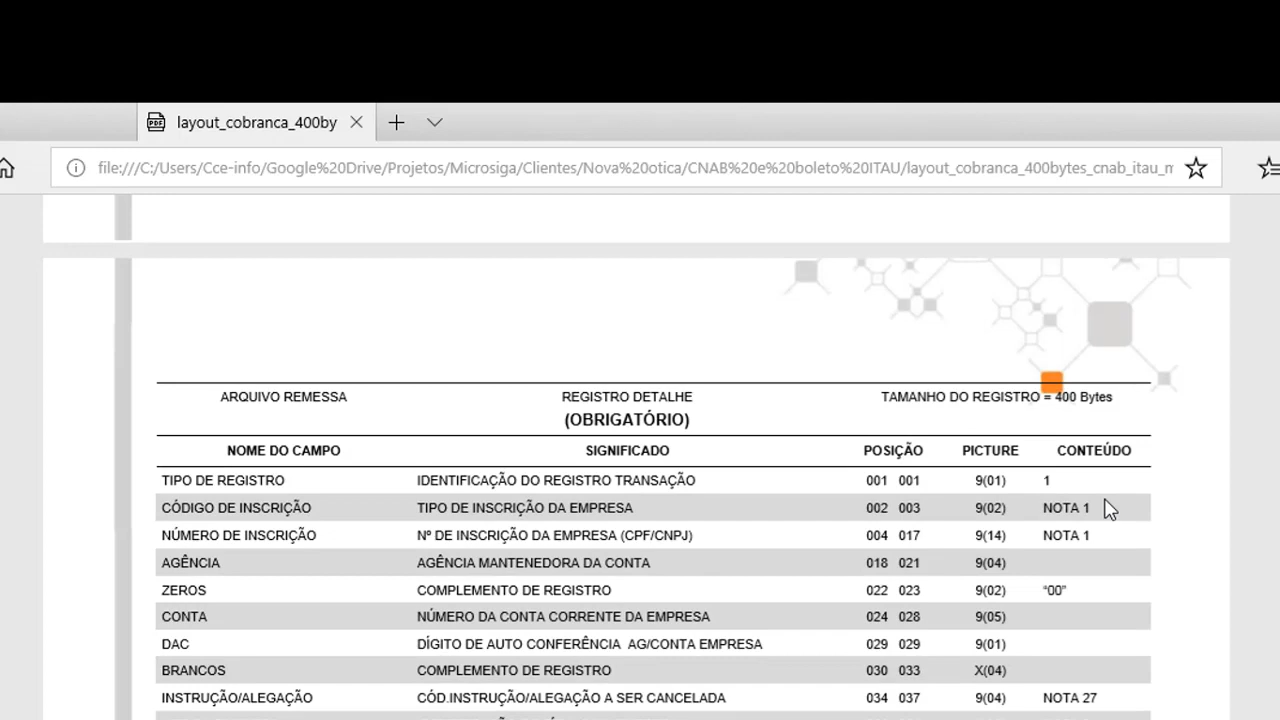 layout_cobranca_400by
file:///C:/Users/Cce-info/Google%20Drive/Projetos/Microsiga/Clientes/Nova%20otica/CNAB%20e%20boleto%20ITAU/layout_cobranca_400bytes_cnab_itau_m
ARQUIVO REMESSA REGISTRO DETALHE TAMANHO DO REGISTRO = 400 Bytes
(OBRIGATÓRIO)
NOME DO CAMPO SIGNIFICADO POSIÇÃO PICTURE CONTEÚDO
TIPO DE REGISTRO IDENTIFICAÇÃO DO REGISTRO TRANSAÇÃO 001 001 9(01) 1
CÓDIGO DE INSCRIÇÃO TIPO DE INSCRIÇÃO DA EMPRESA 002 003 9(02) NOTA 1
NÚMERO DE INSCRIÇÃO Nº DE INSCRIÇÃO DA EMPRESA (CPF/CNPJ) 004 017 9(14) NOTA 1
AGÊNCIA AGÊNCIA MANTENEDORA DA CONTA 018 021 9(04)
ZEROS COMPLEMENTO DE REGISTRO 022 023 9(02) “00”
CONTA NÚMERO DA CONTA CORRENTE DA EMPRESA 024 028 9(05)
DAC DÍGITO DE AUTO CONFERÊNCIA AG/CONTA EMPRESA 029 029 9(01)
BRANCOS COMPLEMENTO DE REGISTRO 030 033 X(04)
INSTRUÇÃO/ALEGAÇÃO CÓD.INSTRUÇÃO/ALEGAÇÃO A SER CANCELADA 034 037 9(04) NOTA 27